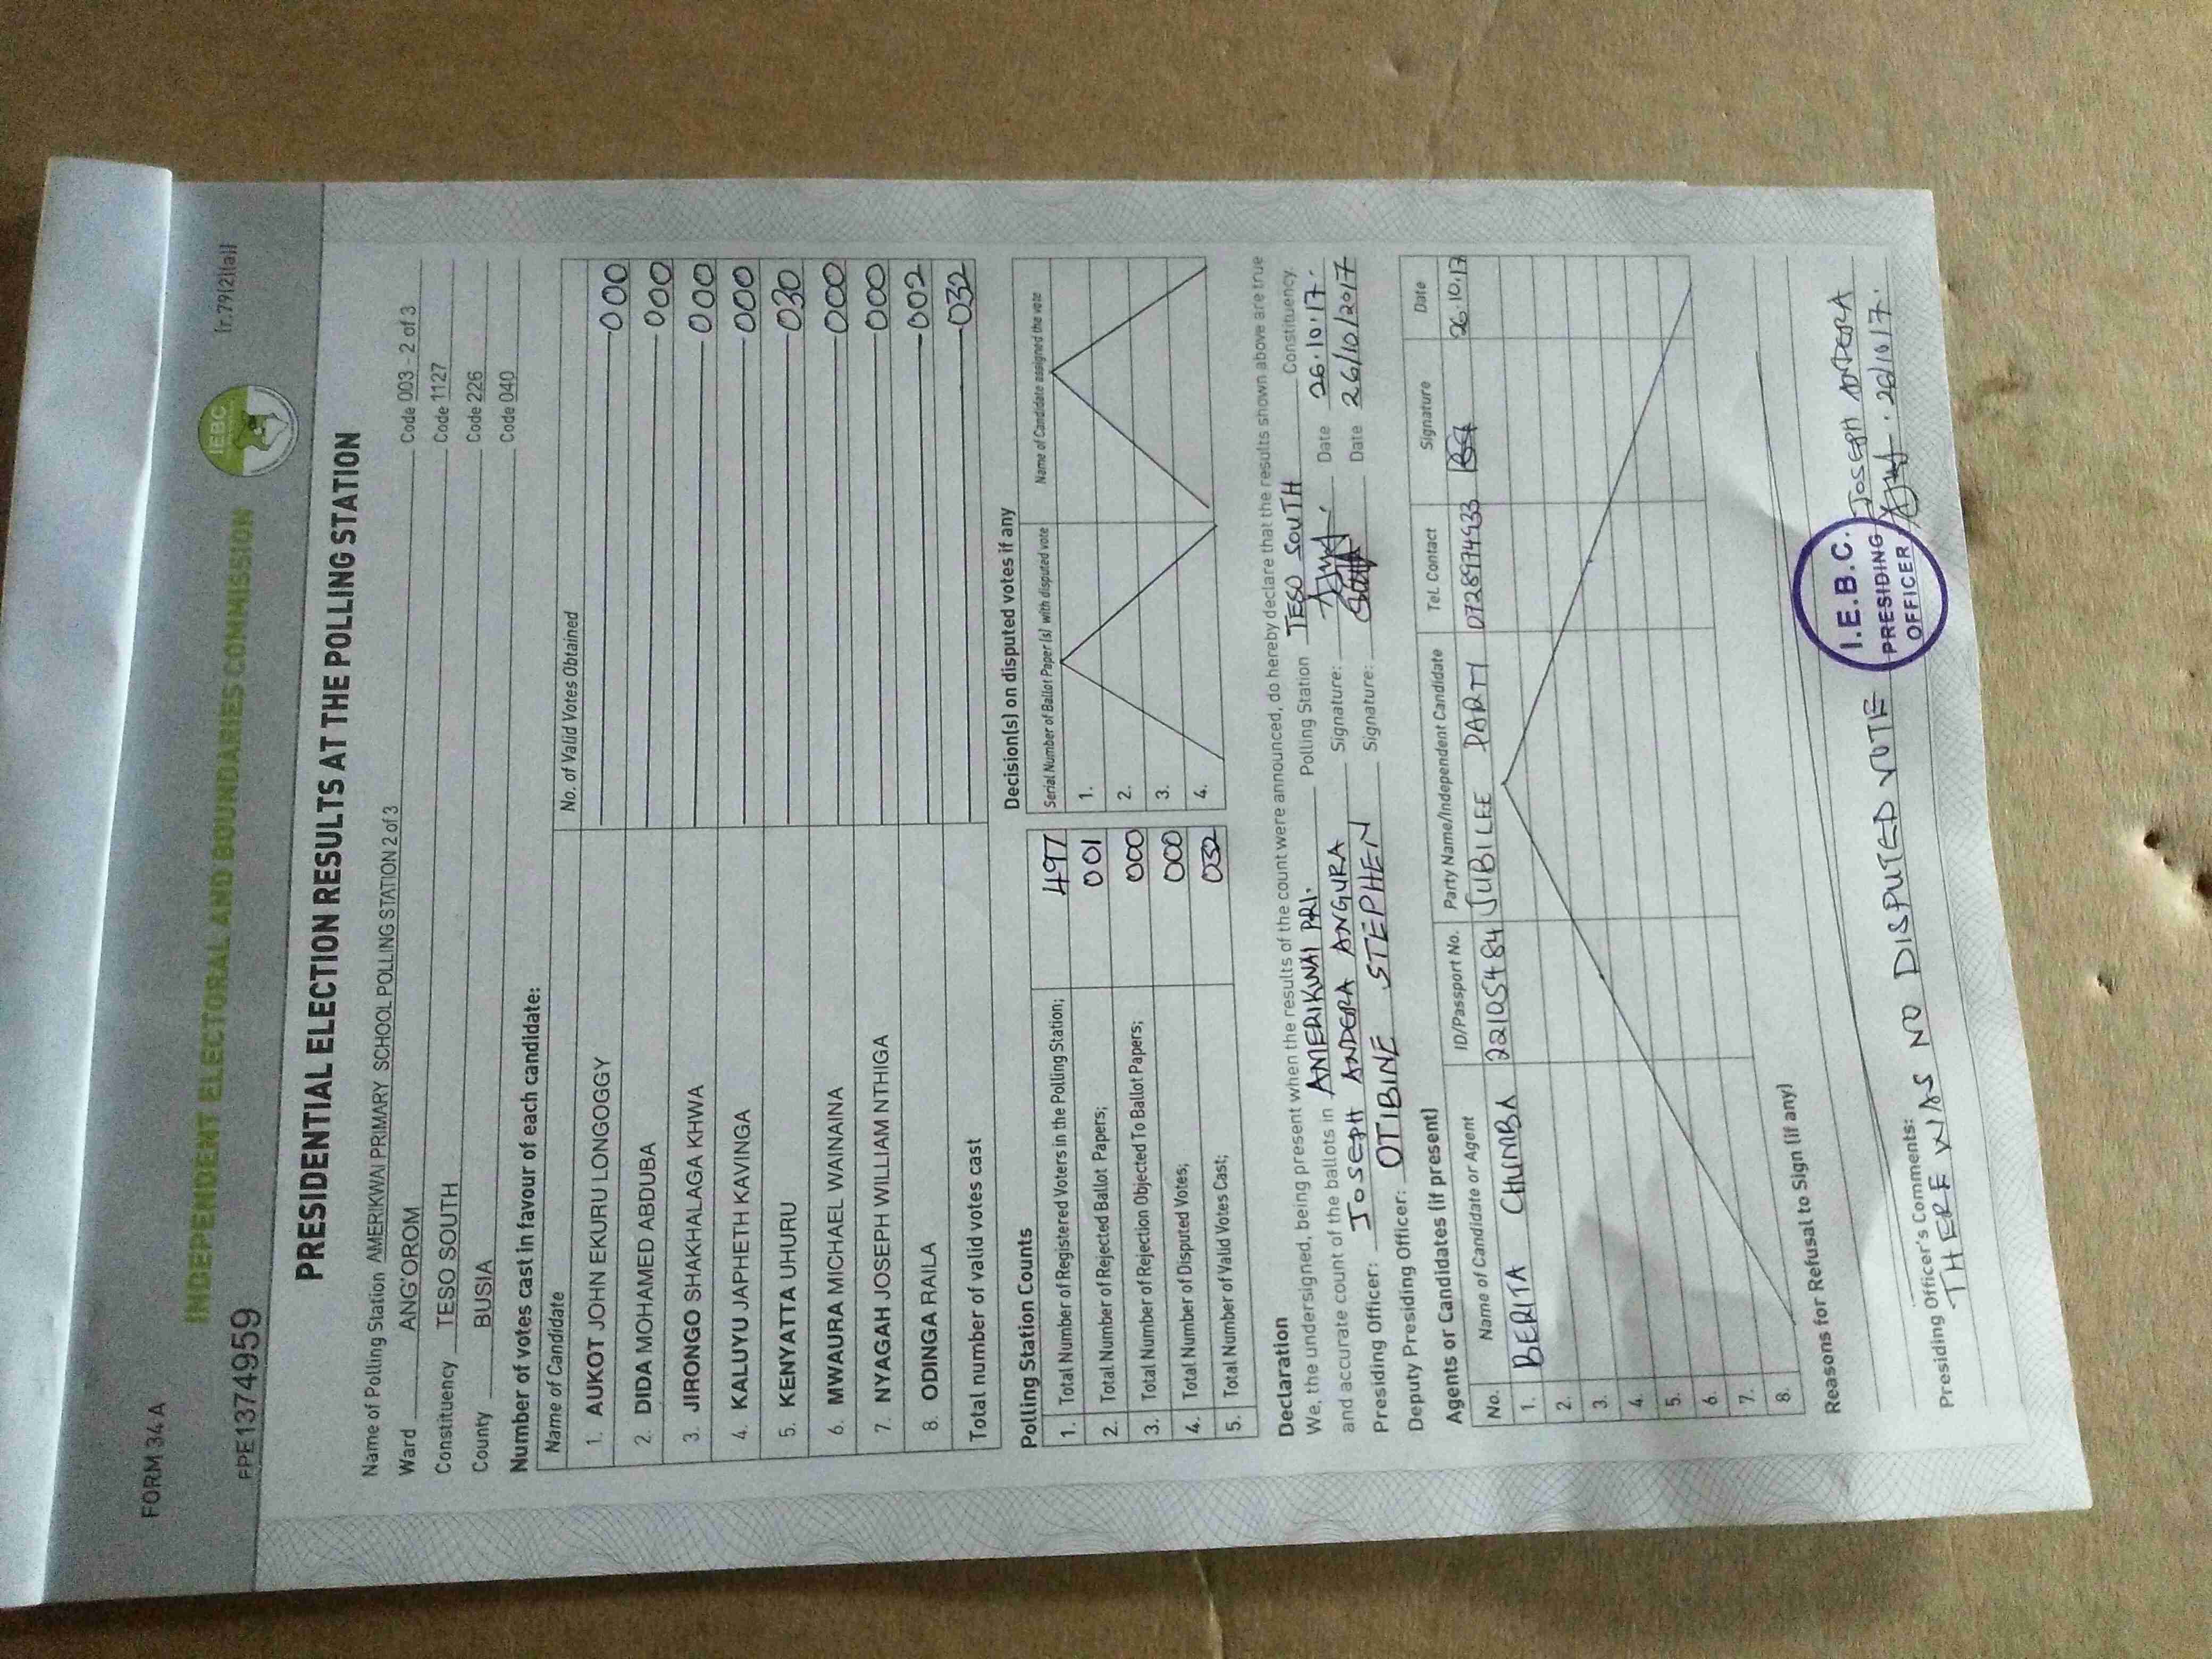 FORM 34 A
INDEPENDENT ELECTORAL AND BOUNDARIES COMMISSION
IEBC
PPE1374959
[r.79(2)(a)]
PRESIDENTIAL ELECTION RESULTS AT THE POLLING STATION
Name of Polling Station AMERIKWAI PRIMARY SCHOOL POLLING STATION 2 of 3 Code 003 - 2 of 3
Ward ANG'OROM Code 1127
Constituency TESO SOUTH Code 226
County BUSIA Code 040
Number of votes cast in favour of each candidate:
Name of Candidate No. of Valid Votes Obtained
1. AUKOT JOHN EKURU LONGOGGY 000
2. DIDA MOHAMED ABDUBA 000
3. JIRONGO SHAKHALAGA KHWA 000
4. KALUYU JAPHETH KAVINGA 000
5. KENYATTA UHURU 030
6. MWAURA MICHAEL WAINAINA 000
7. NYAGAH JOSEPH WILLIAM NTHIGA 000
8. ODINGA RAILA 002
Total number of valid votes cast 032
Polling Station Counts
1. Total Number of Registered Voters in the Polling Station; 497
2. Total Number of Rejected Ballot Papers; 001
3. Total Number of Rejection Objected To Ballot Papers; 000
4. Total Number of Disputed Votes; 000
5. Total Number of Valid Votes Cast; 032
Decision(s) on disputed votes if any
Serial Number of Ballot Paper (s) with disputed vote Name of Candidate assigned the vote
1.
2.
3.
4.
Declaration
We, the undersigned, being present when the results of the count were announced, do hereby declare that the results shown above are true
and accurate count of the ballots in AMERIKWAI PRI. Polling Station TESO SOUTH Constituency.
Presiding Officer: JOSEPH ANDERA ANGURA Signature: Date 26.10.17.
Deputy Presiding Officer: OTIBINE STEPHEN Signature: Date 26/10/2017
Agents or Candidates (if present)
No. Name of Candidate or Agent ID/Passport No. Party Name/Independent Candidate Tel. Contact Signature Date
1. BERITA CHUMBA 22105484 JUBILEE PARTY 0728974933 26.10.17
2.
3.
4.
5.
6.
7.
8.
Reasons for Refusal to Sign (if any)
Presiding Officer's Comments:
THERE WAS NO DISPUTED VOTE
I.E.B.C.
PRESIDING
OFFICER
JOSEPH ANDERA